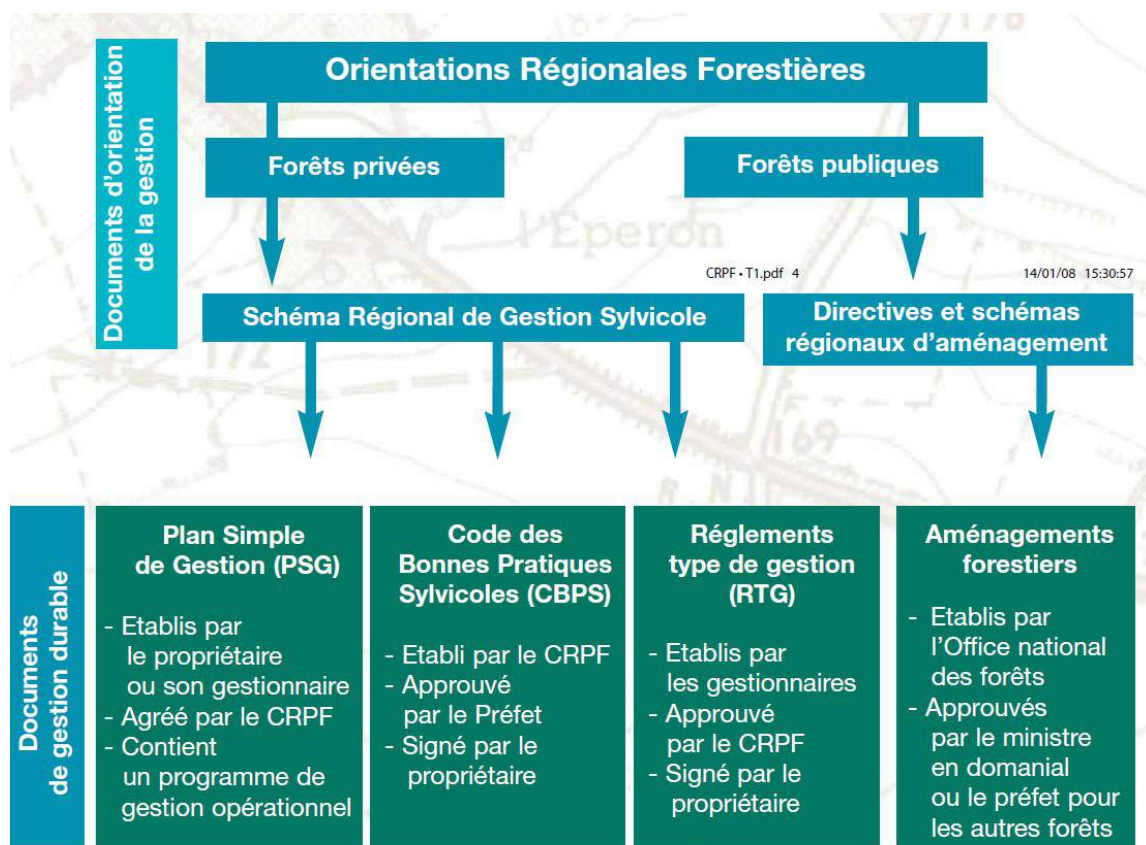 178
Documents d'orientation
de la gestion
Orientations Régionales Forestières
Forêts privées
Forêts publiques
l'Eperon
CRPF • T1.pdf 4
14/01/08 15:30:57
Schéma Régional de Gestion Sylvicole
Directives et schémas
régionaux d'aménagement
172
169
R. N.
Documents
de gestion durable
Plan Simple
de Gestion (PSG)
- Etablis par
le propriétaire
ou son gestionnaire
- Agréé par le CRPF
- Contient
un programme de
gestion opérationnel
Code des
Bonnes Pratiques
Sylvicoles (CBPS)
- Etabli par le CRPF
- Approuvé
par le Préfet
- Signé par le
propriétaire
Réglements
type de gestion
(RTG)
- Etablis par
les gestionnaires
- Approuvé
par le CRPF
- Signé par le
propriétaire
Aménagements
forestiers
- Etablis par
l'Office national
des forêts
- Approuvés
par le ministre
en domanial
ou le préfet pour
les autres forêts